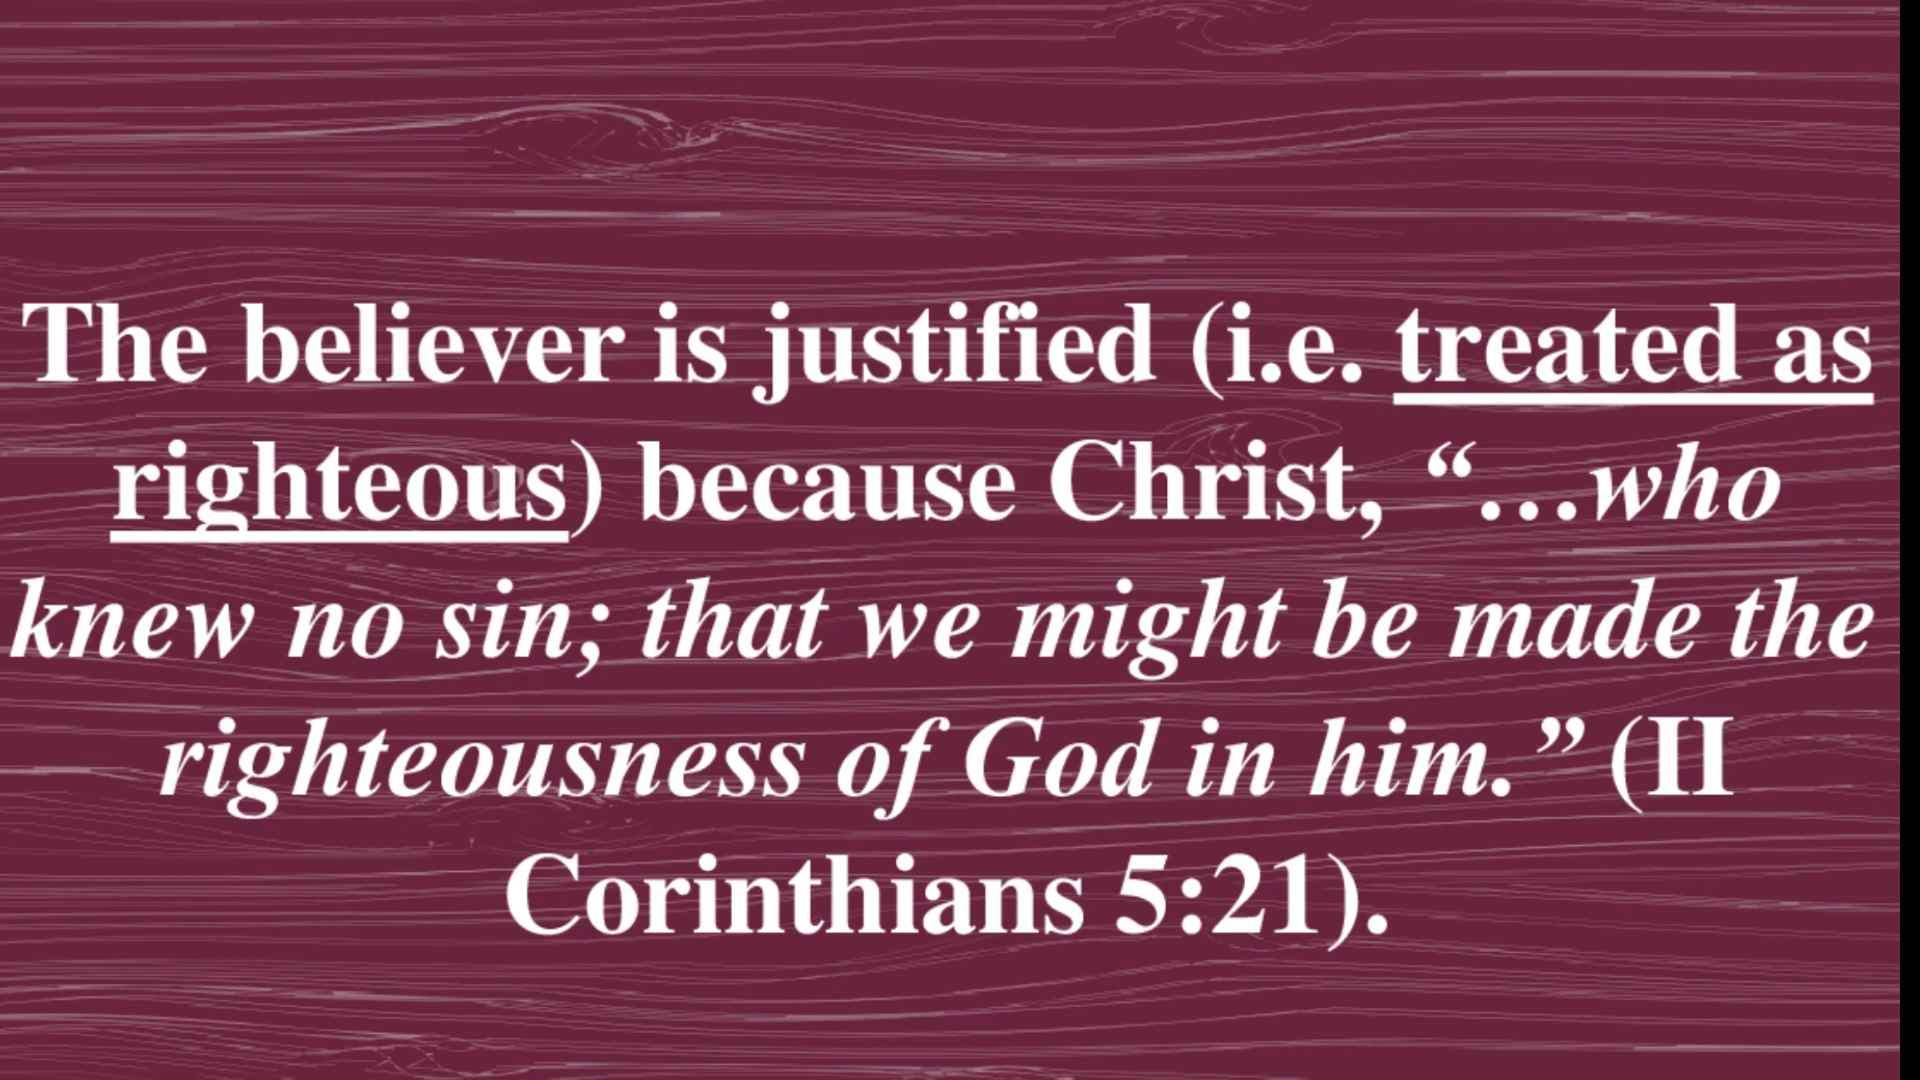 The believer is justified (i.e. treated as
righteous) because Christ, “…who
knew no sin; that we might be made the
righteousness of God in him.” (II
Corinthians 5:21).